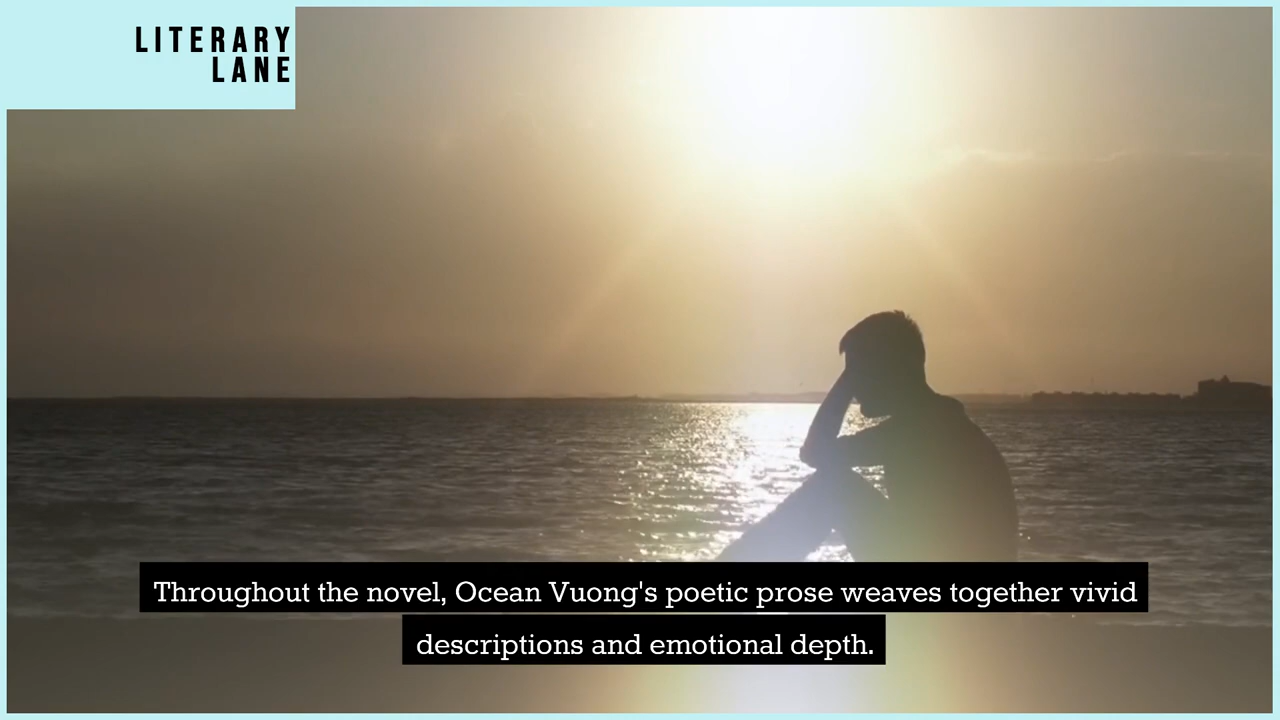 LITERARY
LANE
Throughout the novel, Ocean Vuong's poetic prose weaves together vivid
descriptions and emotional depth.